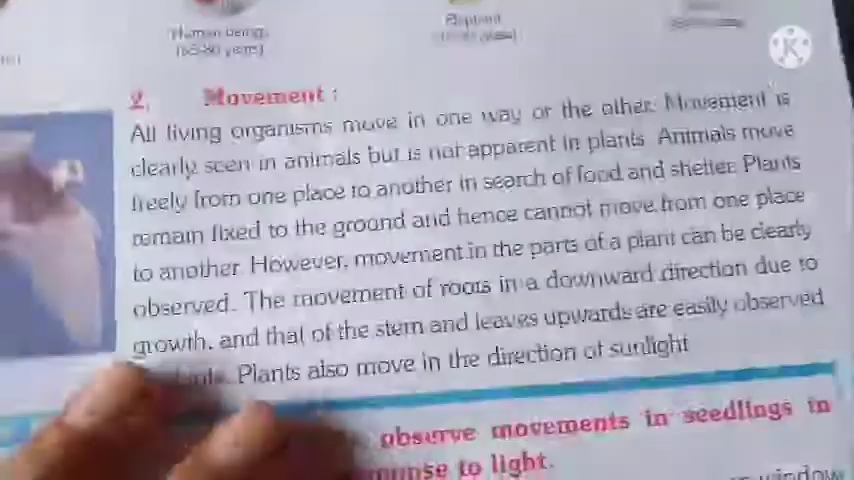 Human being
Elephant
K
2. Movement :
All living organisms move in one way or the other. Movement is
clearly seen in animals but is not apparent in plants. Animals move
freely from one place to another in search of food and shelter. Plants
remain fixed to the ground and hence cannot move from one place
to another. However, movement in the parts of a plant can be clearly
observed. The movement of roots in a downward direction due to
growth, and that of the stem and leaves upwards are easily observed
Plants also move in the direction of sunlight
observe movements in seedlings in
to light.
window